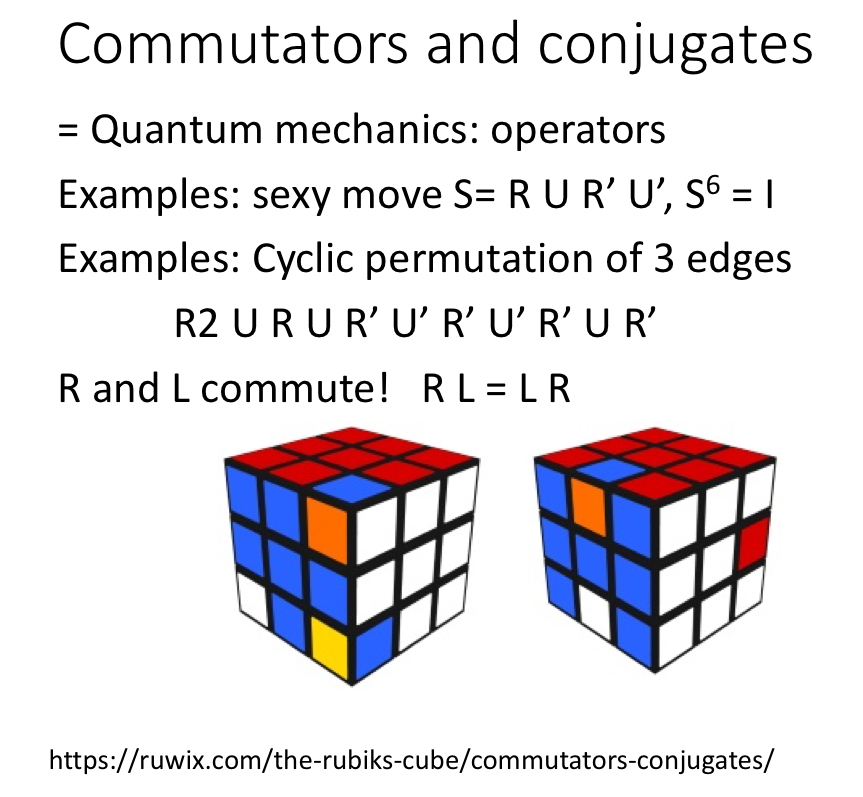 Commutators and conjugates
= Quantum mechanics: operators
Examples: sexy move S= R U R’ U’, S⁶ = I
Examples: Cyclic permutation of 3 edges
R2 U R U R’ U’ R’ U’ R’ U R’
R and L commute! R L = L R
https://ruwix.com/the-rubiks-cube/commutators-conjugates/